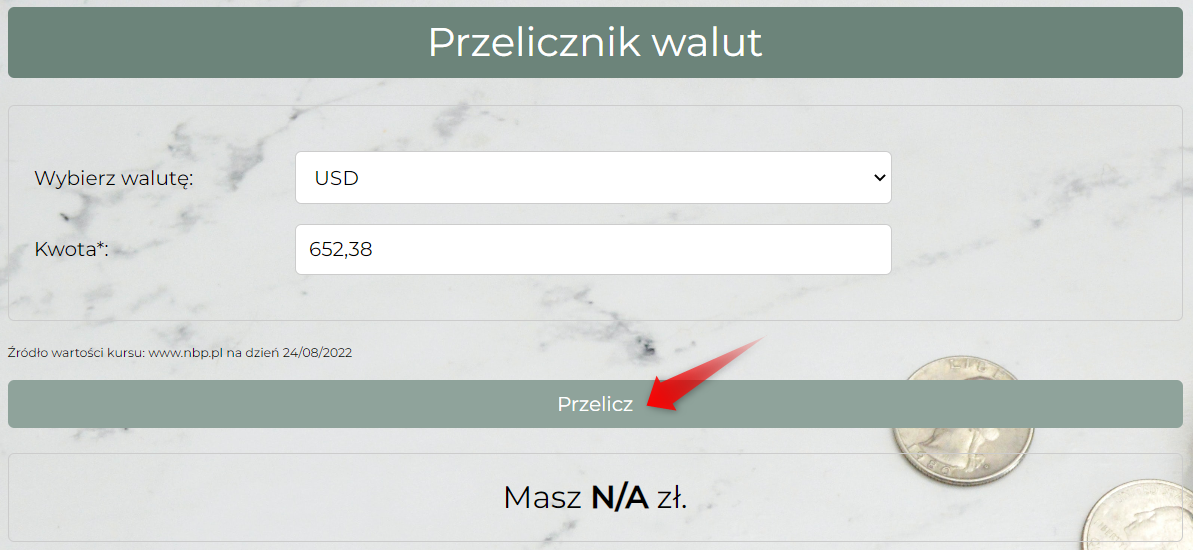 Przelicznik walut
Wybierz walutę: USD
Kwota*: 652,38
Źródło wartości kursu: www.nbp.pl na dzień 24/08/2022
Przelicz
Masz N/A zł.